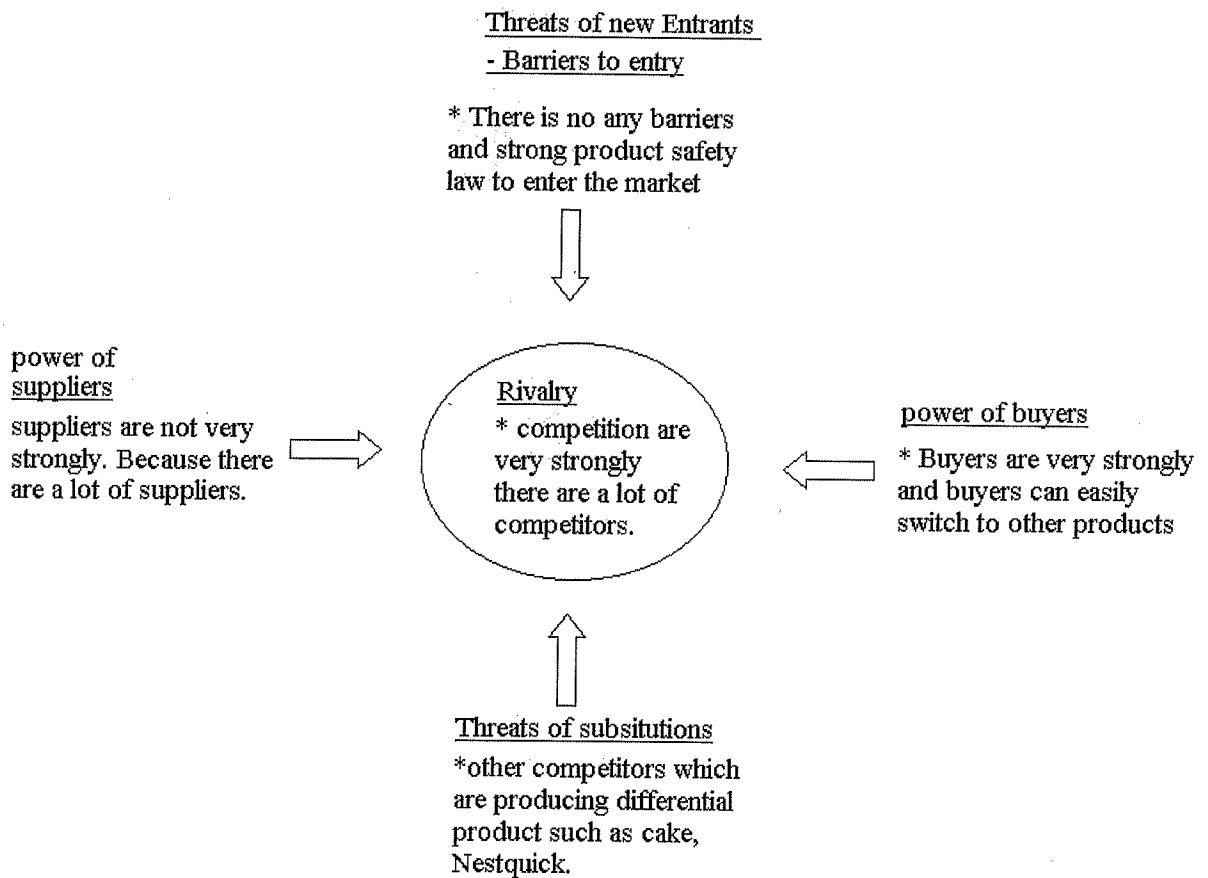 Threats of new Entrants
- Barriers to entry
* There is no any barriers
and strong product safety
law to enter the market
power of
suppliers
suppliers are not very
strongly. Because there
are a lot of suppliers.
Rivalry
* competition are
very strongly
there are a lot of
competitors.
power of buyers
* Buyers are very strongly
and buyers can easily
switch to other products
Threats of subsitutions
*other competitors which
are producing differential
product such as cake,
Nestquick.